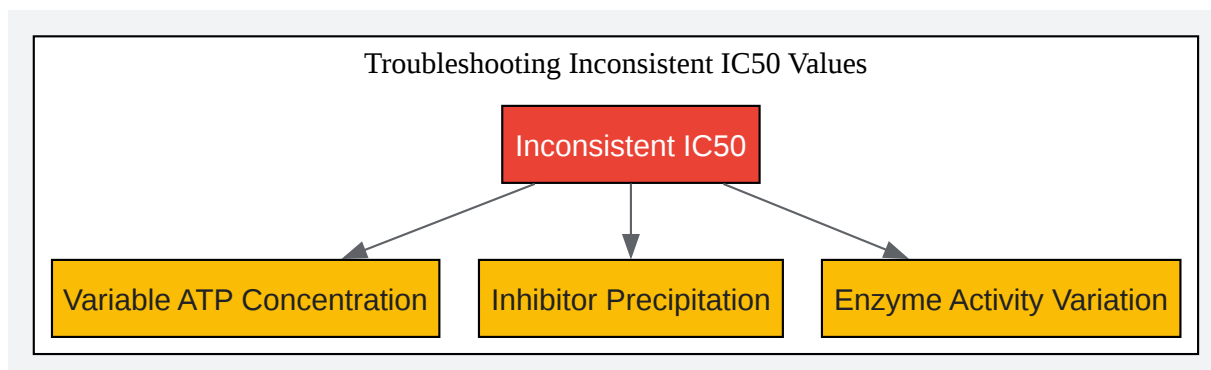 Troubleshooting Inconsistent IC50 Values
Inconsistent IC50
Variable ATP Concentration
Inhibitor Precipitation
Enzyme Activity Variation